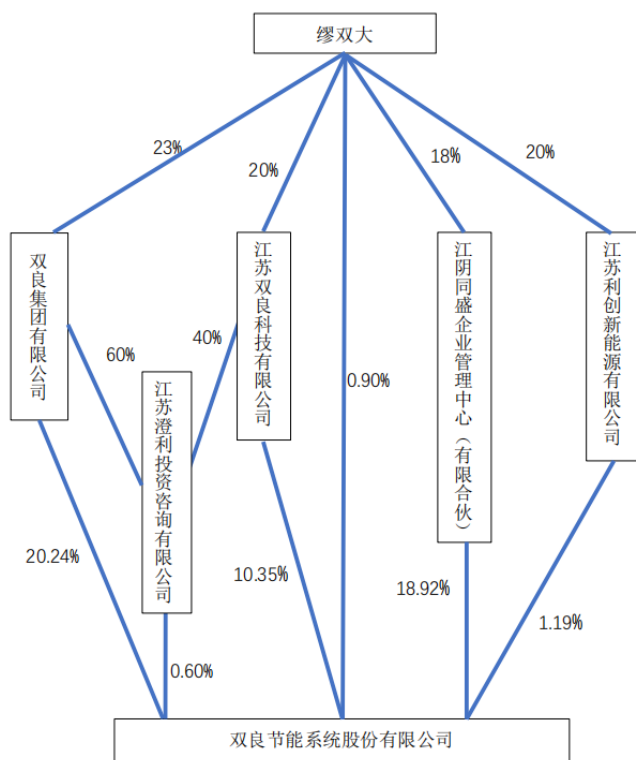 缪双大
23%
20%
18%
20%
双良集团有限公司
江苏双良科技有限公司
江阴同盛企业管理中心（有限合伙）
江苏利创新能源有限公司
60%
40%
0.90%
江苏澄利投资咨询有限公司
20.24%
10.35%
18.92%
1.19%
0.60%
双良节能系统股份有限公司